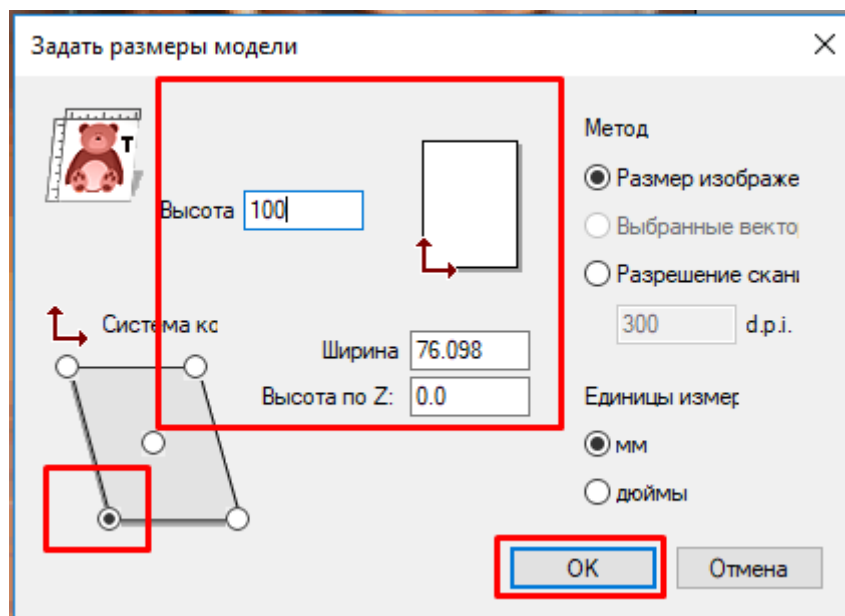 Задать размеры модели
T
Высота 100
Метод
Размер изображе
Выбранные векто
Разрешение скани
300 d.p.i.
Система ко
Ширина 76.098
Высота по Z: 0.0
Единицы измер
мм
дюймы
OK
Отмена